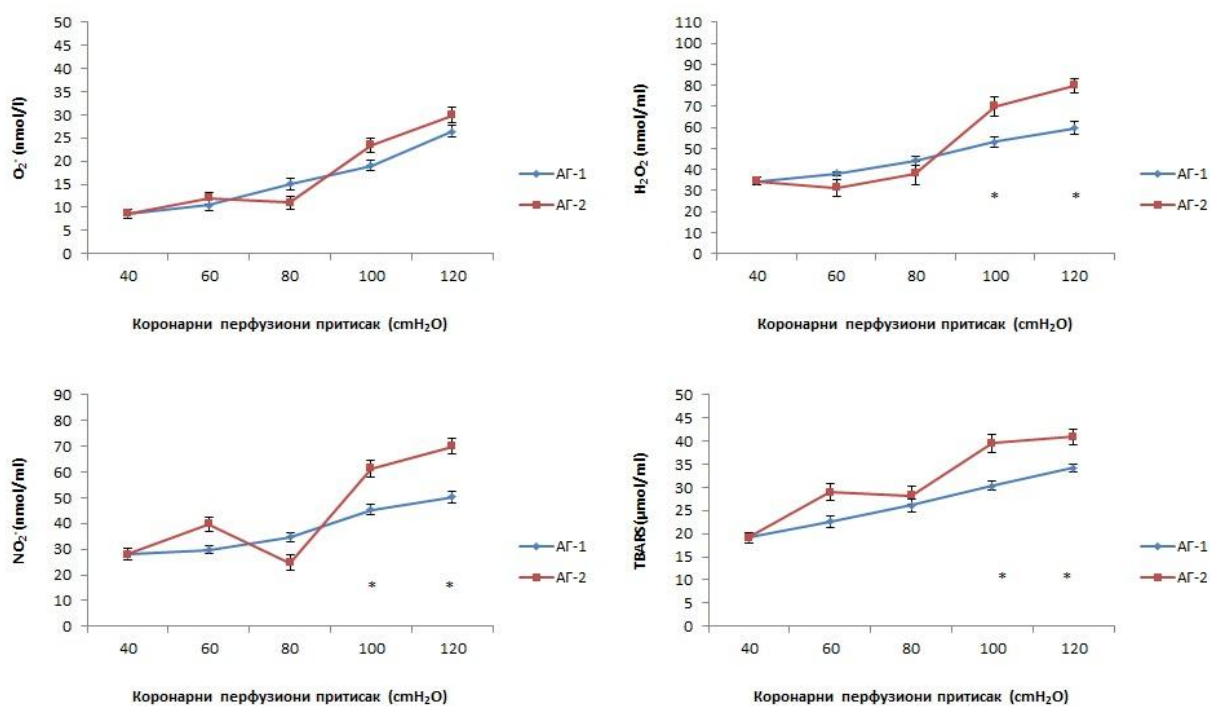 O₂⁻ (nmol/l)
50
45
40
35
30
25
20
15
10
5
0
40 60 80 100 120
Коронарни перфузиони притисак (cmH₂O)
АГ-1
АГ-2
H₂O₂ (nmol/ml)
110
100
90
80
70
60
50
40
30
20
10
0
* *
40 60 80 100 120
Коронарни перфузиони притисак (cmH₂O)
АГ-1
АГ-2
NO₂⁻(nmol/ml)
90
80
70
60
50
40
30
20
10
0
* *
40 60 80 100 120
Коронарни перфузиони притисак (cmH₂O)
АГ-1
АГ-2
TBARS(µmol/ml)
50
45
40
35
30
25
20
15
10
5
0
* *
40 60 80 100 120
Коронарни перфузиони притисак (cmH₂O)
АГ-1
АГ-2